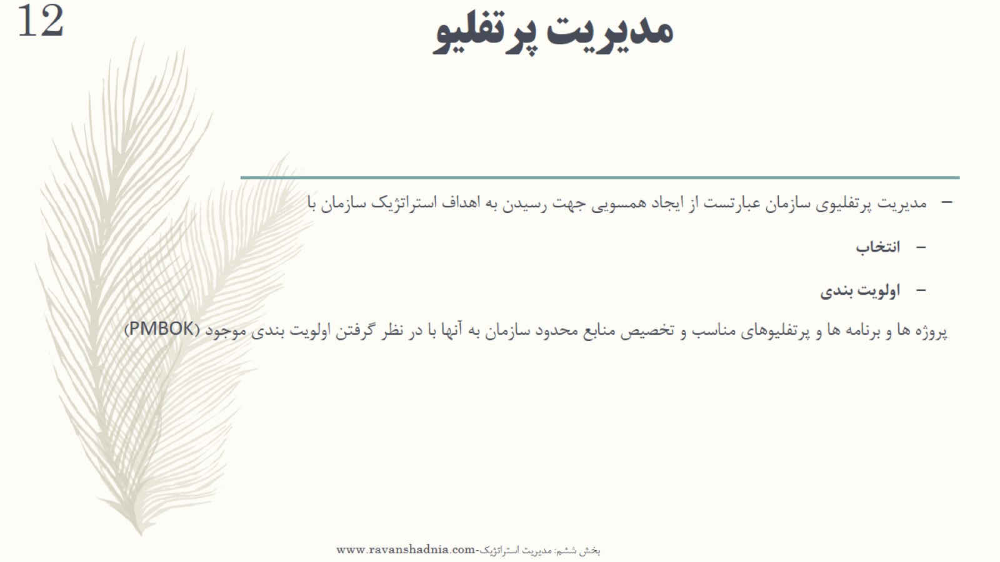 12
مدیریت پرتفلیو
– مدیریت پرتفلیوی سازمان عبارتست از ایجاد همسویی جهت رسیدن به اهداف استراتژیک سازمان با
– انتخاب
– اولویت بندی
پروژه ها و برنامه ها و پرتفلیوهای مناسب و تخصیص منابع محدود سازمان به آنها با در نظر گرفتن اولویت بندی موجود (PMBOK)
بخش ششم: مدیریت استراتژیک-www.ravanshadnia.com